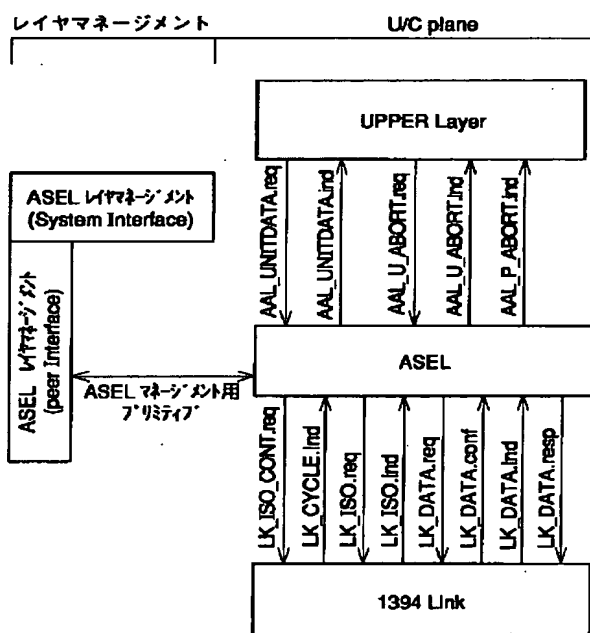 レイヤマネージメント
U/C plane
UPPER Layer
ASEL レイヤマネージメント
(System Interface)
AAL_UNITDATA.req
AAL_UNITDATA.ind
AAL_U_ABORT.req
AAL_U_ABORT.ind
AAL_P_ABORT.ind
ASEL レイヤマネージメント
(peer Interface)
ASEL
ASEL マネージメント用
プリミティブ
LK_ISO_CONT.req
LK_CYCLE.ind
LK_ISO.req
LK_ISO.ind
LK_DATA.req
LK_DATA.conf
LK_DATA.ind
LK_DATA.resp
1394 Link